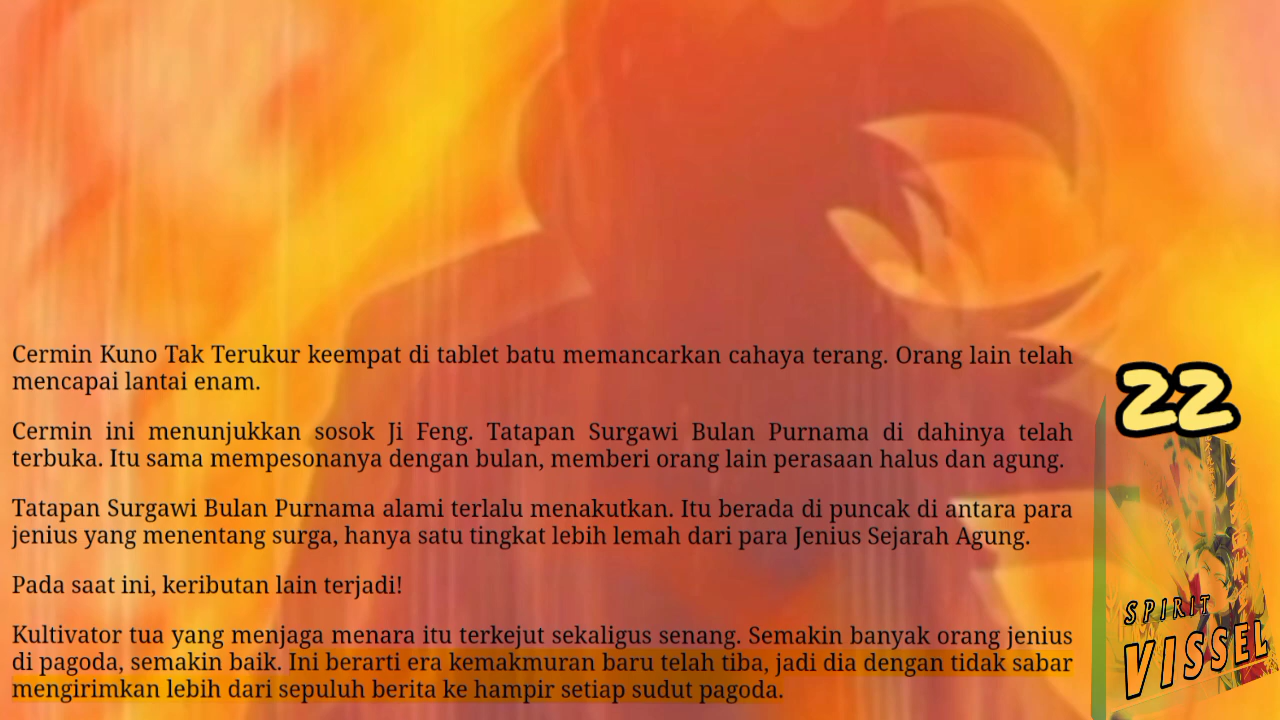 Cermin Kuno Tak Terukur keempat di tablet batu memancarkan cahaya terang. Orang lain telah
mencapai lantai enam.
Cermin ini menunjukkan sosok Ji Feng. Tatapan Surgawi Bulan Purnama di dahinya telah
terbuka. Itu sama mempesonanya dengan bulan, memberi orang lain perasaan halus dan agung.
Tatapan Surgawi Bulan Purnama alami terlalu menakutkan. Itu berada di puncak di antara para
jenius yang menentang surga, hanya satu tingkat lebih lemah dari para Jenius Sejarah Agung.
Pada saat ini, keributan lain terjadi!
Kultivator tua yang menjaga menara itu terkejut sekaligus senang. Semakin banyak orang jenius
di pagoda, semakin baik. Ini berarti era kemakmuran baru telah tiba, jadi dia dengan tidak sabar
mengirimkan lebih dari sepuluh berita ke hampir setiap sudut pagoda.
22
SPIRIT
VISSEL